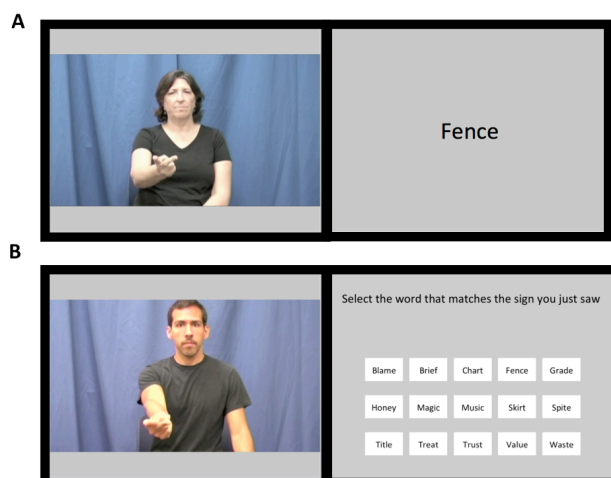 A
Fence
B
Select the word that matches the sign you just saw
Blame Brief Chart Fence Grade
Honey Magic Music Skirt Spite
Title Treat Trust Value Waste